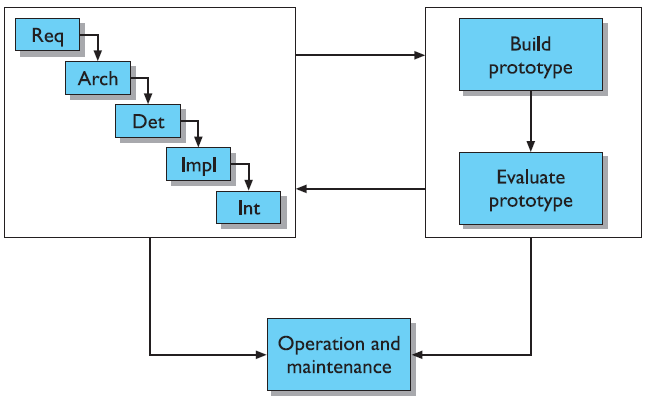 Req
Arch
Det
Impl
Int
Build
prototype
Evaluate
prototype
Operation and
maintenance